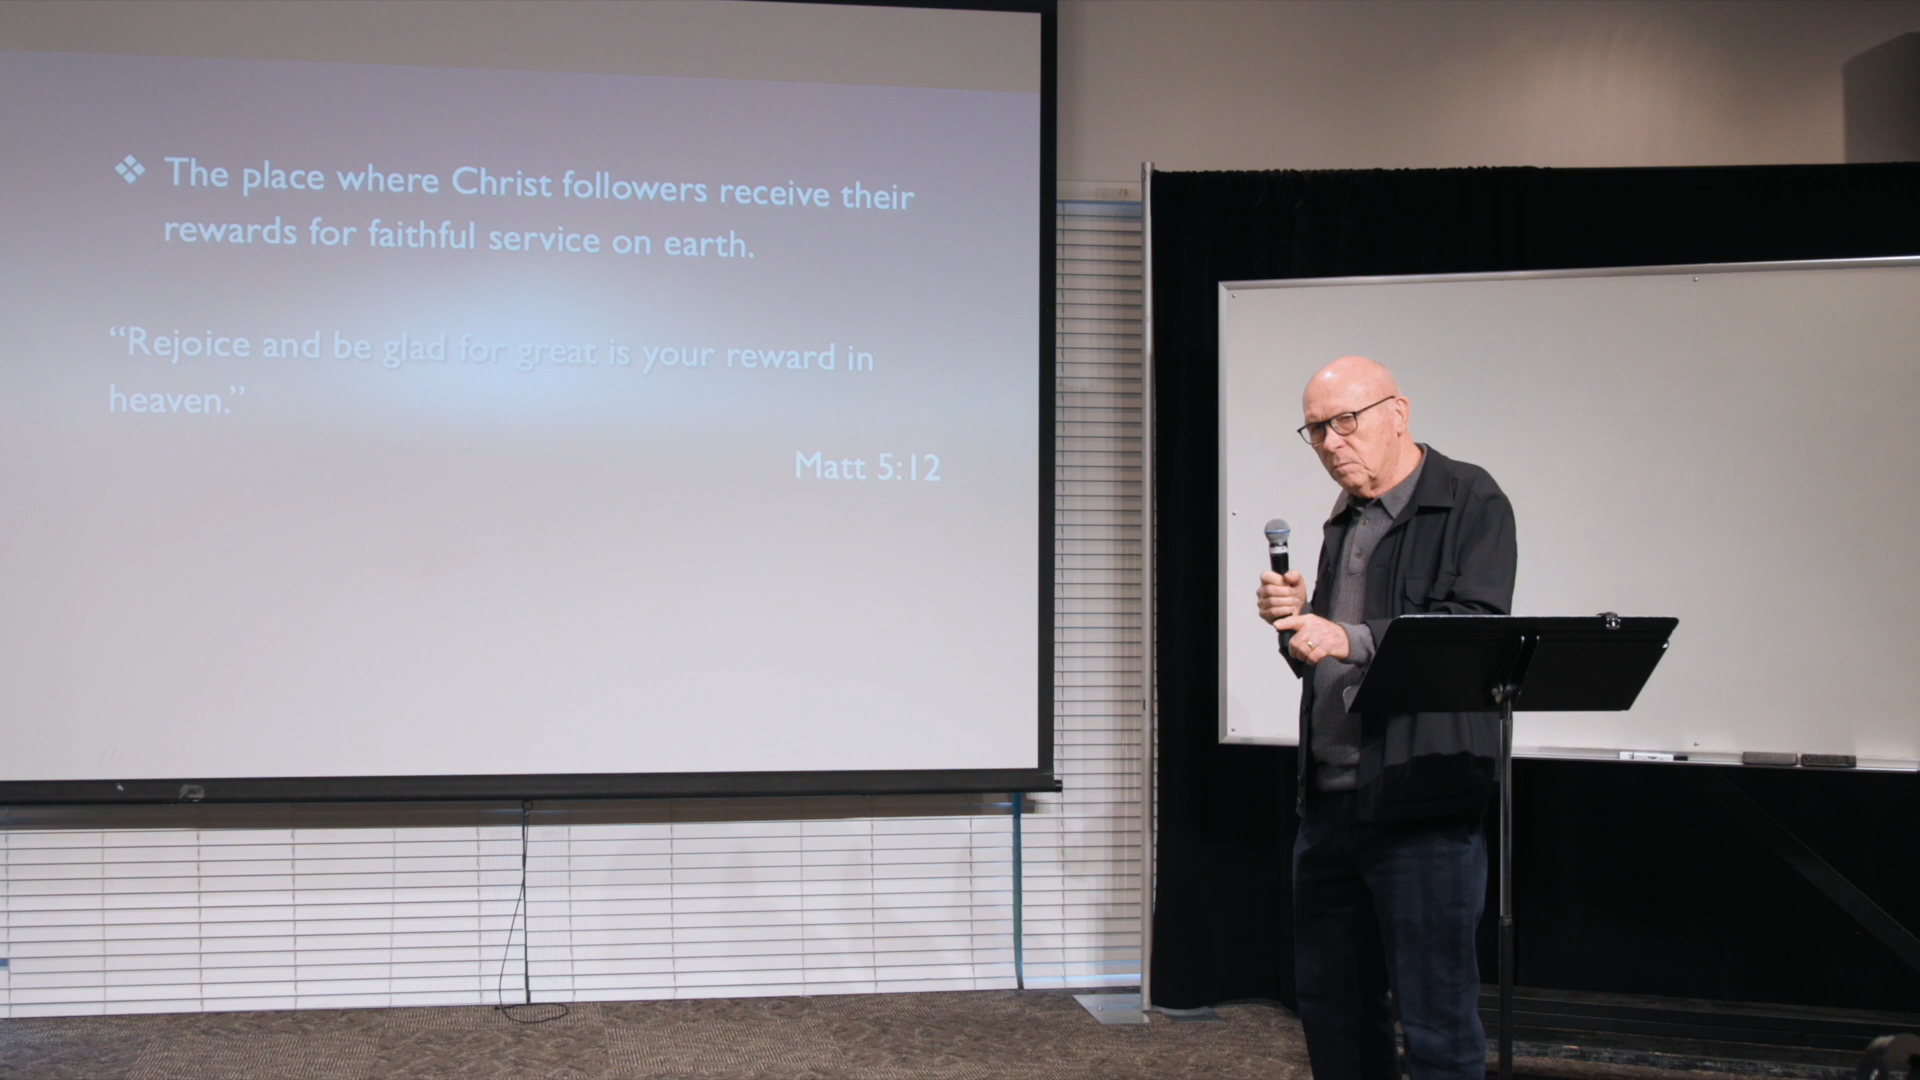 ❖ The place where Christ followers receive their
rewards for faithful service on earth.
“Rejoice and be glad for great is your reward in
heaven.”
Matt 5:12